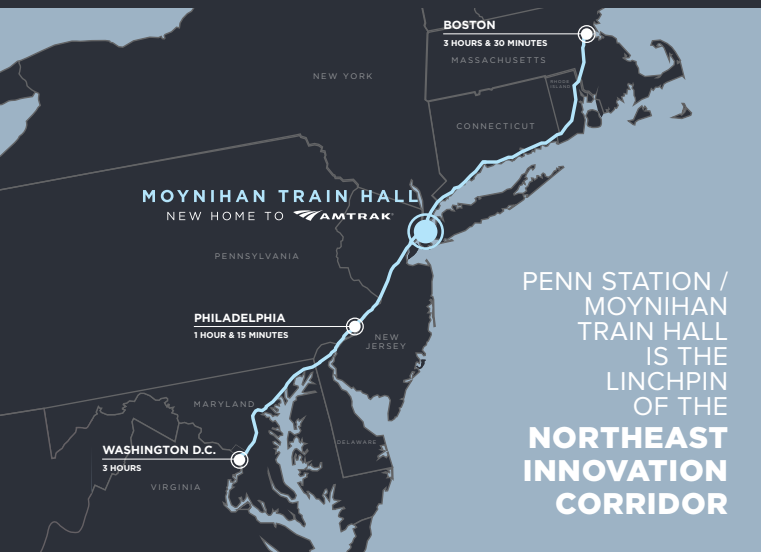 BOSTON
3 HOURS & 30 MINUTES
MASSACHUSETTS
NEW YORK
RHODE
ISLAND
CONNECTICUT
MOYNIHAN TRAIN HALL
NEW HOME TO AMTRAK
PENNSYLVANIA
PENN STATION /
MOYNIHAN
TRAIN HALL
IS THE
LINCHPIN
OF THE
NORTHEAST
INNOVATION
CORRIDOR
PHILADELPHIA
1 HOUR & 15 MINUTES
NEW
JERSEY
MARYLAND
DELAWARE
WASHINGTON D.C.
3 HOURS
VIRGINIA